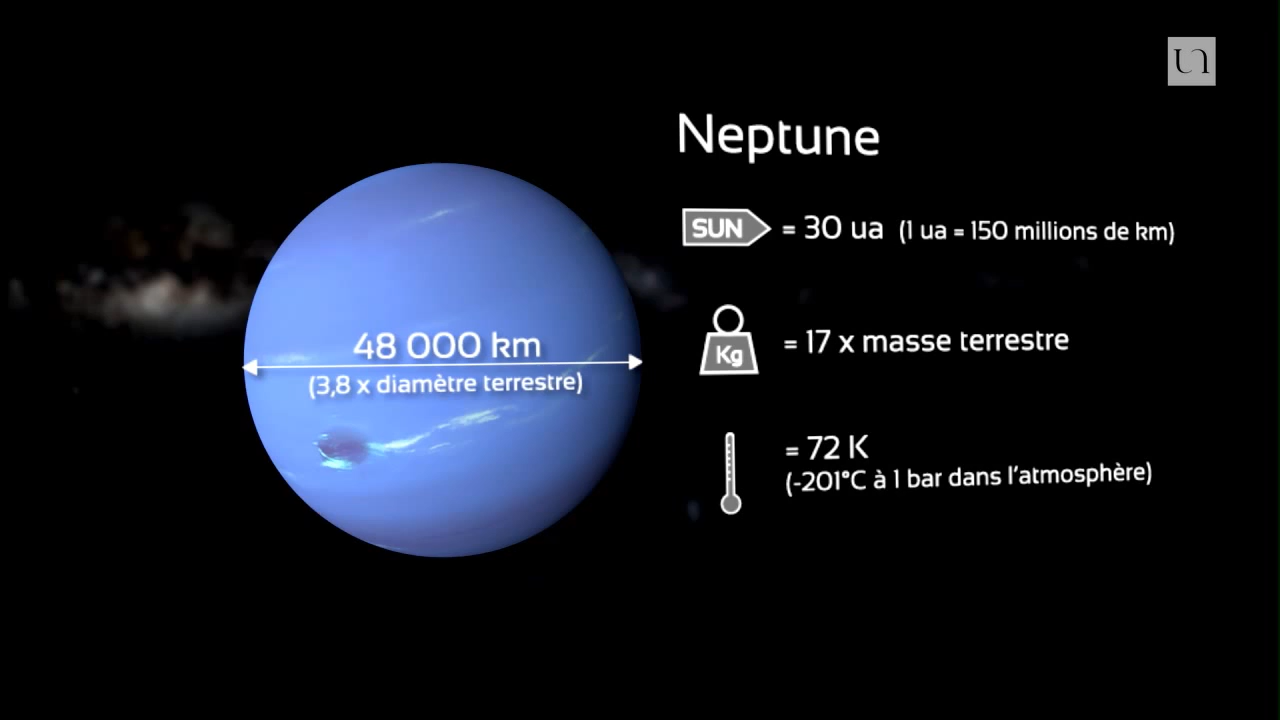 Neptune
SUN = 30 ua (1 ua = 150 millions de km)
48 000 km
(3,8 x diamètre terrestre)
Kg = 17 x masse terrestre
= 72 K
(-201°C à 1 bar dans l'atmosphère)